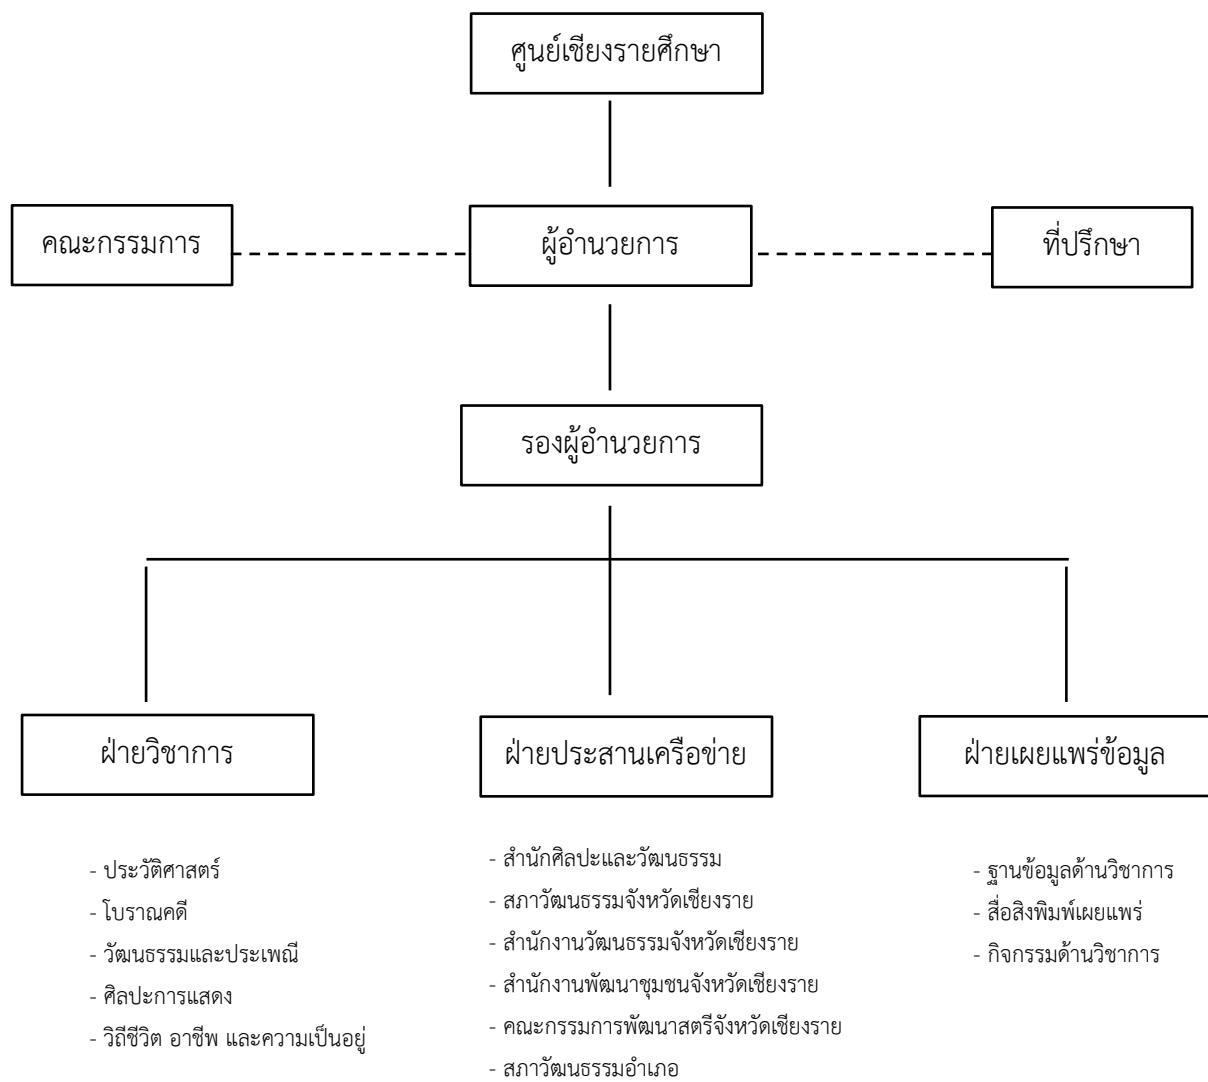 ศูนย์เชียงรายศึกษา
คณะกรรมการ
ผู้อำนวยการ
ที่ปรึกษา
รองผู้อำนวยการ
ฝ่ายวิชาการ
ฝ่ายประสานเครือข่าย
ฝ่ายเผยแพร่ข้อมูล
- ประวัติศาสตร์
- โบราณคดี
- วัฒนธรรมและประเพณี
- ศิลปะการแสดง
- วิถีชีวิต อาชีพ และความเป็นอยู่
- สำนักศิลปะและวัฒนธรรม
- สภาวัฒนธรรมจังหวัดเชียงราย
- สำนักงานวัฒนธรรมจังหวัดเชียงราย
- สำนักงานพัฒนาชุมชนจังหวัดเชียงราย
- คณะกรรมการพัฒนาสตรีจังหวัดเชียงราย
- สภาวัฒนธรรมอำเภอ
- ฐานข้อมูลด้านวิชาการ
- สื่อสิงพิมพ์เผยแพร่
- กิจกรรมด้านวิชาการ